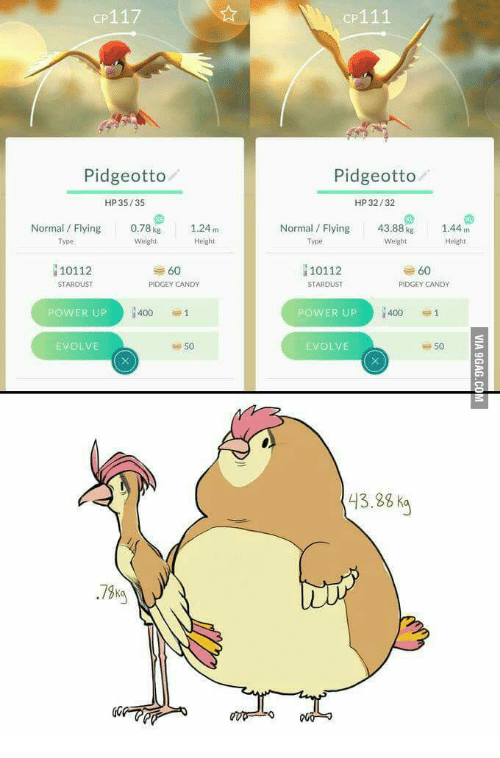 CP117
Pidgeotto
HP 35 / 35
Normal / Flying
Type
0.78 kg
Weight
XS
1.24 m
Height
10112
STARDUST
60
PIDGEY CANDY
POWER UP 400 1
EVOLVE 50
CP111
Pidgeotto
HP 32 / 32
Normal / Flying
Type
43.88 kg
Weight
XL
1.44 m
Height
XL
10112
STARDUST
60
PIDGEY CANDY
POWER UP 400 1
EVOLVE 50
VIA 9GAG.COM
43.88 Kg
.78Kg